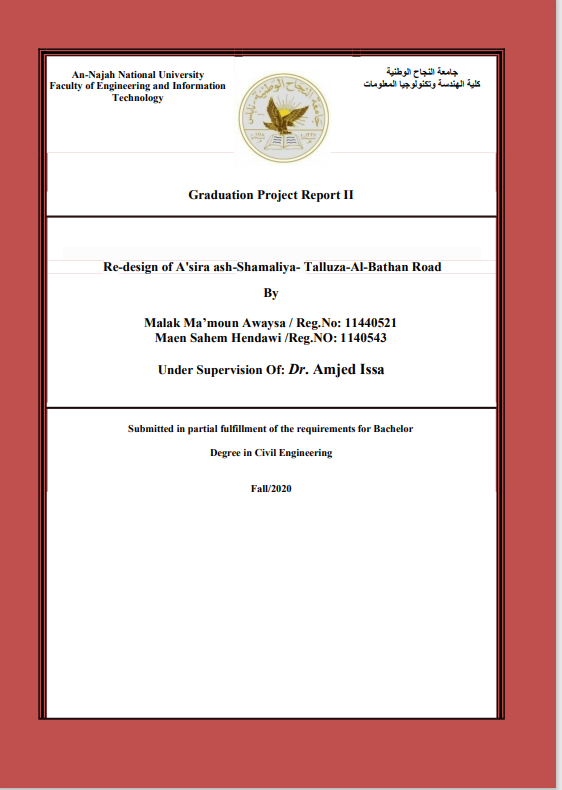 An-Najah National University
Faculty of Engineering and Information
Technology
جامعة النجاح الوطنية
كلية الهندسة وتكنولوجيا المعلومات
Graduation Project Report II
Re-design of A'sira ash-Shamaliya- Talluza-Al-Bathan Road
By
Malak Ma’moun Awaysa / Reg.No: 11440521
Maen Sahem Hendawi /Reg.NO: 1140543
Under Supervision Of: Dr. Amjed Issa
Submitted in partial fulfillment of the requirements for Bachelor
Degree in Civil Engineering
Fall/2020